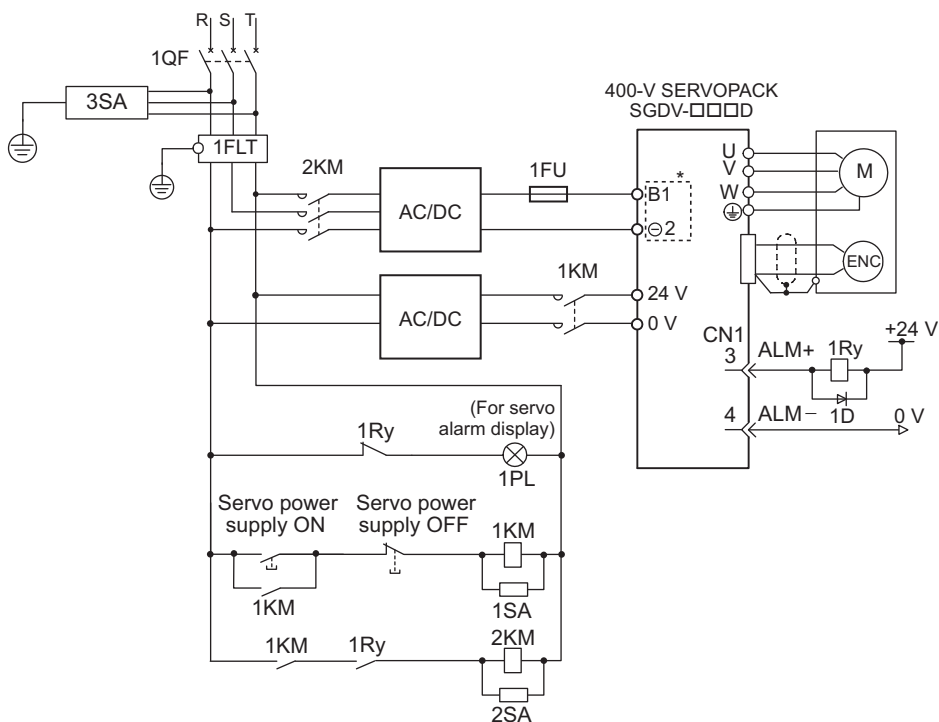 R S T
1QF
3SA
1FLT
2KM
AC/DC
1FU
400-V SERVOPACK
SGDV-□□□D
*
B1
⊖2
U
V
W
M
ENC
AC/DC
1KM
24 V
0 V
CN1
3 ALM+
1Ry
+24 V
1D
4 ALM−
0 V
(For servo
alarm display)
1Ry
1PL
Servo power
supply ON
Servo power
supply OFF
1KM
1KM
1SA
1KM
1Ry
2KM
2SA